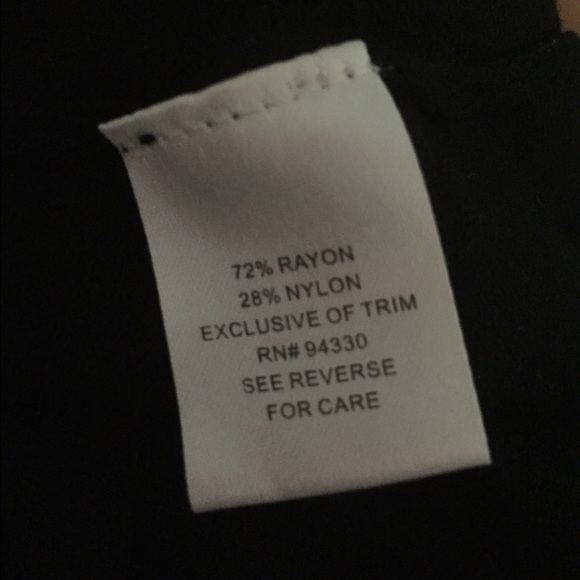 72% RAYON
28% NYLON
EXCLUSIVE OF TRIM
RN# 94330
SEE REVERSE
FOR CARE